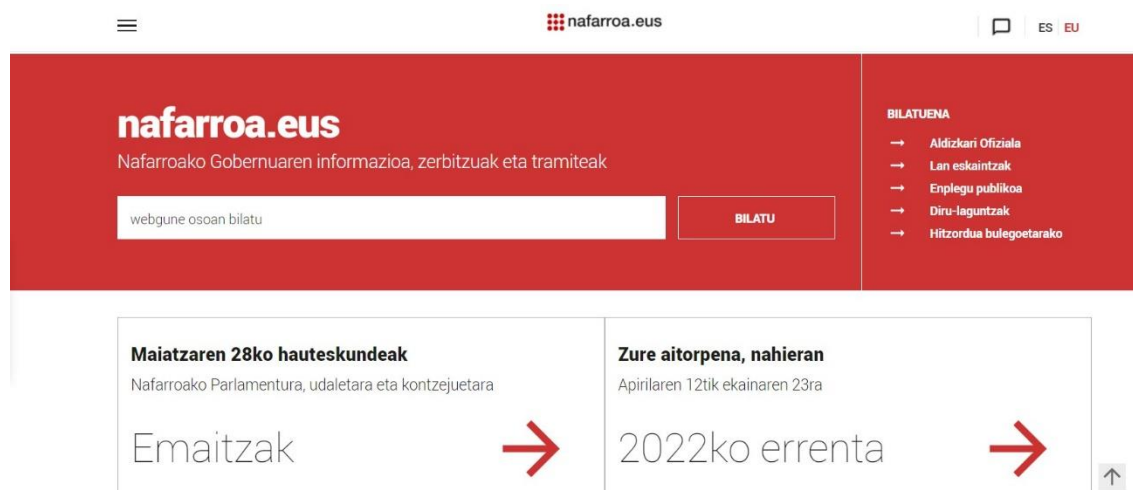 nafarroa.eus
ES EU
nafarroa.eus
Nafarroako Gobernuaren informazioa, zerbitzuak eta tramiteak
webgune osoan bilatu
BILATU
BILATUENA
Aldizkari Ofiziala
Lan eskaintzak
Enplegu publikoa
Diru-laguntzak
Hitzordua bulegoetarako
Maiatzaren 28ko hauteskundeak
Nafarroako Parlamentura, udaletara eta kontzejuetara
Emaitzak
Zure aitorpena, nahieran
Apirilaren 12tik ekainaren 23ra
2022ko errenta